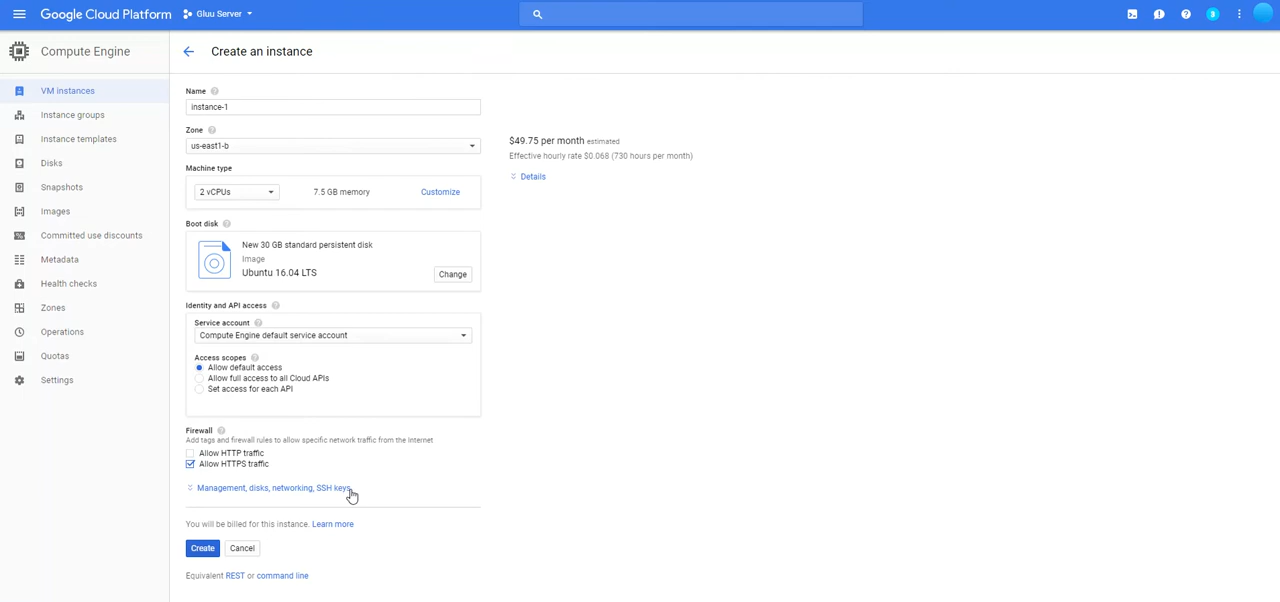 Google Cloud Platform Gluu Server
3
Compute Engine
Create an instance
VM instances
Instance groups
Instance templates
Disks
Snapshots
Images
Committed use discounts
Metadata
Health checks
Zones
Operations
Quotas
Settings
Name
instance-1
Zone
us-east1-b
Machine type
2 vCPUs 7.5 GB memory Customize
Boot disk
New 30 GB standard persistent disk
Image
Ubuntu 16.04 LTS
Change
Identity and API access
Service account
Compute Engine default service account
Access scopes
Allow default access
Allow full access to all Cloud APIs
Set access for each API
Firewall
Add tags and firewall rules to allow specific network traffic from the Internet
Allow HTTP traffic
Allow HTTPS traffic
Management, disks, networking, SSH keys
You will be billed for this instance. Learn more
Create Cancel
Equivalent REST or command line
$49.75 per month estimated
Effective hourly rate $0.068 (730 hours per month)
Details